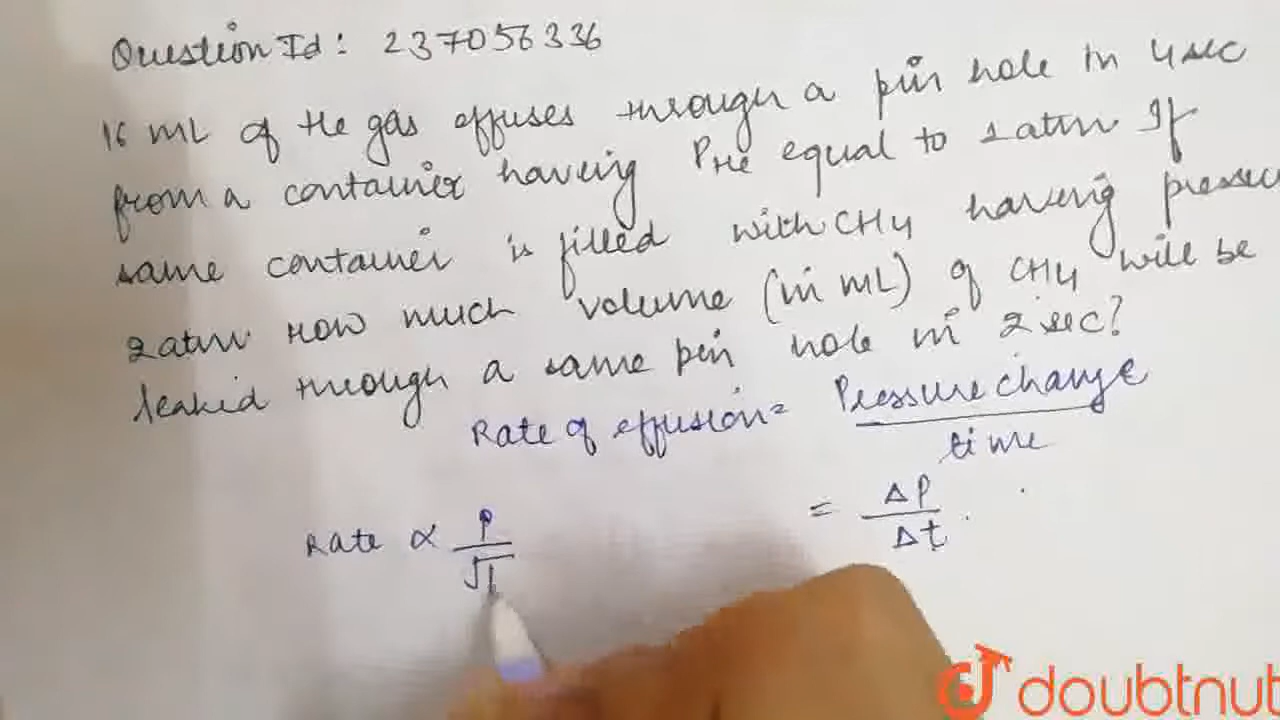 Question Id: 237056336
16 mL of He gas effuses through a pin hole in 4 sec
from a container having PHe equal to 1 atm If
same container is filled with CH4 having pressu
2 atm. How much volume (in mL) of CH4 will be
leaked through a same pin hole in 2 sec?
Rate of effusion = Pressure change
time
= ΔP
Δt
Rate ∝ P
√
doubtnut